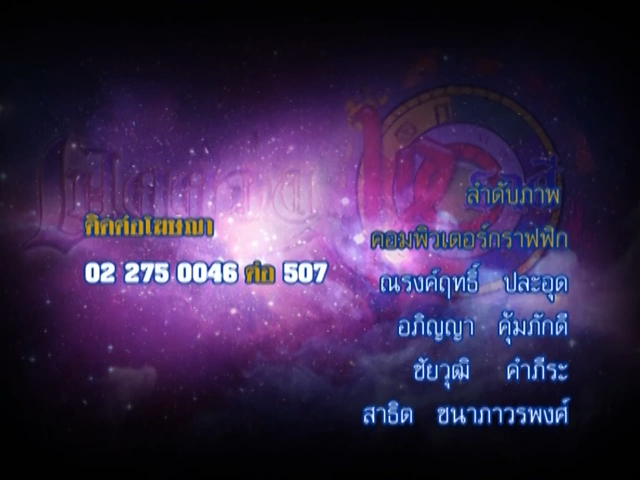 ติดต่อโฆษณา
02 275 0046 ต่อ 507
ลำดับภาพ
คอมพิวเตอร์กราฟฟิก
ณรงค์ฤทธิ์ ปละอุด
อภิญญา คุ้มภักดี
ชัยวุฒิ คำภีระ
สาธิต ชนาภาวรพงศ์